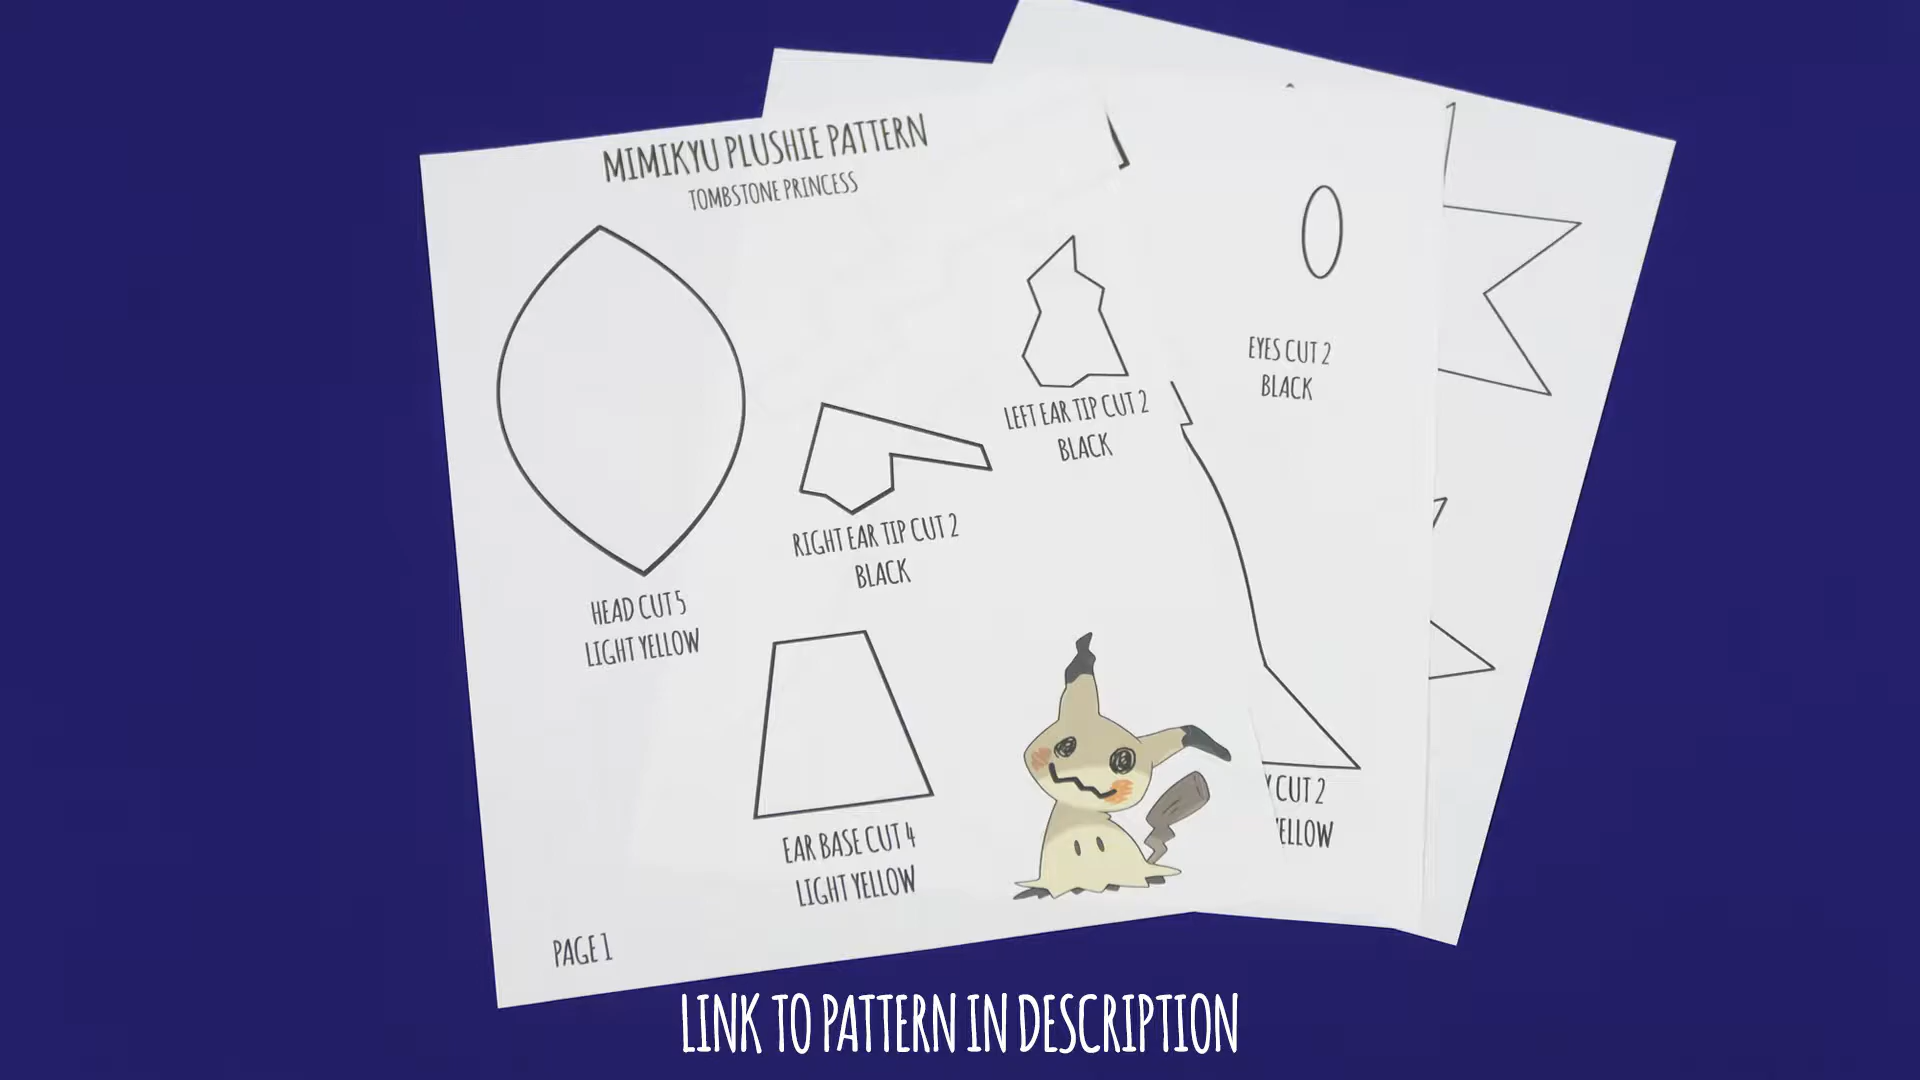 MIMIKYU PLUSHIE PATTERN
TOMBSTONE PRINCESS
HEAD CUT 5
LIGHT YELLOW
RIGHT EAR TIP CUT 2
BLACK
LEFT EAR TIP CUT 2
BLACK
EAR BASE CUT 4
LIGHT YELLOW
PAGE 1
EYES CUT 2
BLACK
CUT 2
LINK TO PATTERN IN DESCRIPTION